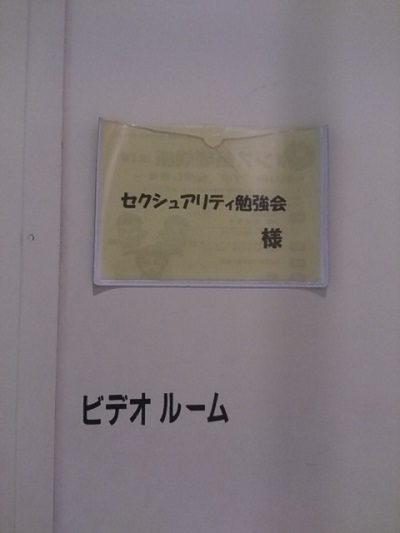 セクシュアリティ勉強会
様
ビデオ ルーム